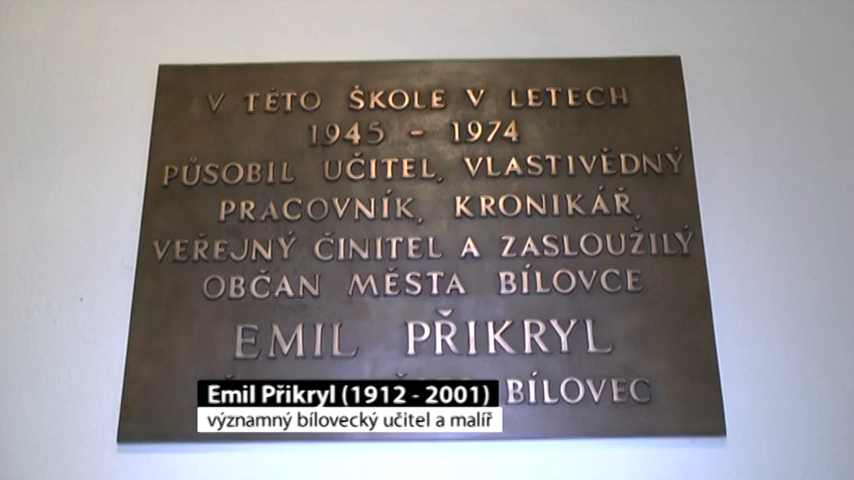 V TÉTO ŠKOLE V LETECH
1945 - 1974
PŮSOBIL UČITEL, VLASTIVĚDNÝ
PRACOVNÍK, KRONIKÁŘ,
VEŘEJNÝ ČINITEL A ZASLOUŽILÝ
OBČAN MĚSTA BÍLOVCE
EMIL PŘIKRYL
BÍLOVEC
Emil Přikryl (1912 - 2001)
významný bílovecký učitel a malíř